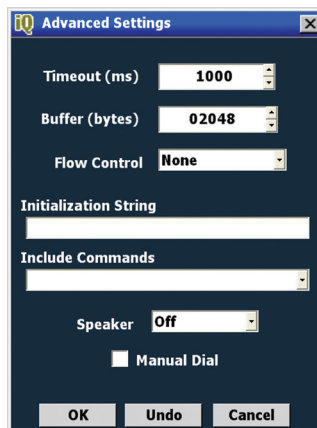 iQ Advanced Settings
Timeout (ms) 1000
Buffer (bytes) 02048
Flow Control None
Initialization String
Include Commands
Speaker Off
Manual Dial
OK Undo Cancel